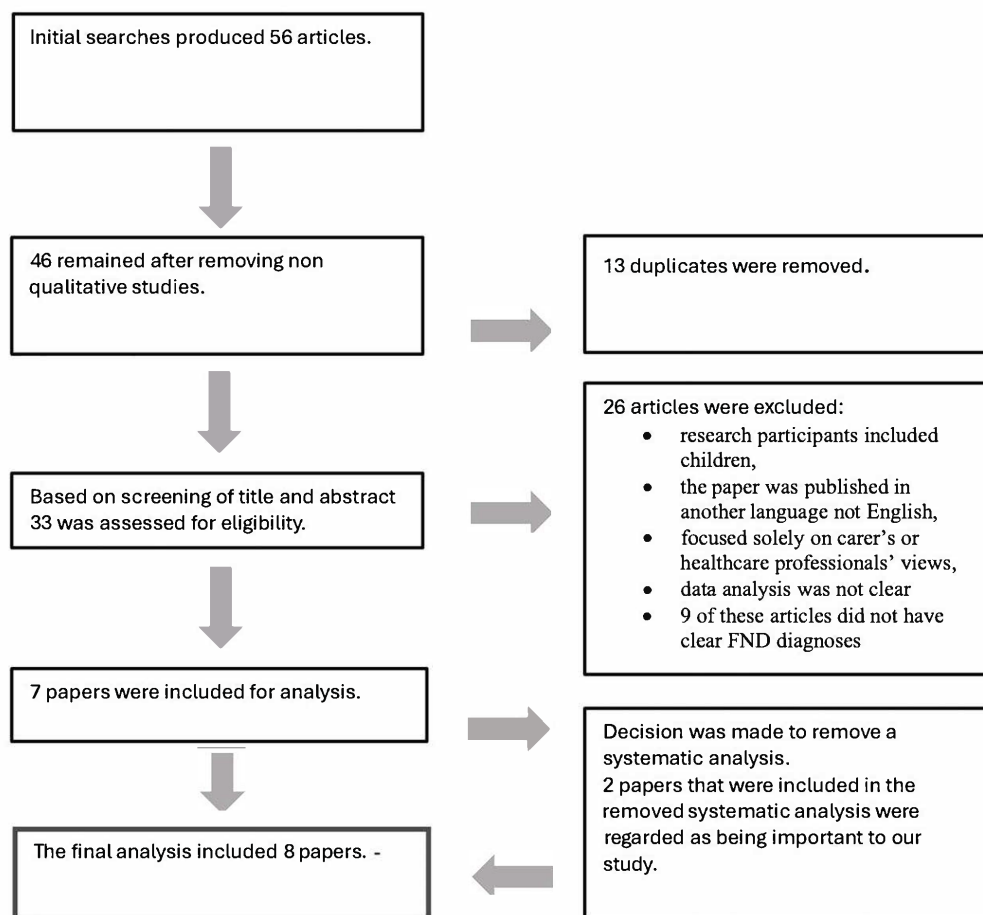 Initial searches produced 56 articles.
46 remained after removing non
qualitative studies.
13 duplicates were removed.
Based on screening of title and abstract
33 was assessed for eligibility.
26 articles were excluded:
• research participants included
children,
• the paper was published in
another language not English,
• focused solely on carer’s or
healthcare professionals’ views,
• data analysis was not clear
• 9 of these articles did not have
clear FND diagnoses
7 papers were included for analysis.
Decision was made to remove a
systematic analysis.
2 papers that were included in the
removed systematic analysis were
regarded as being important to our
study.
The final analysis included 8 papers. -